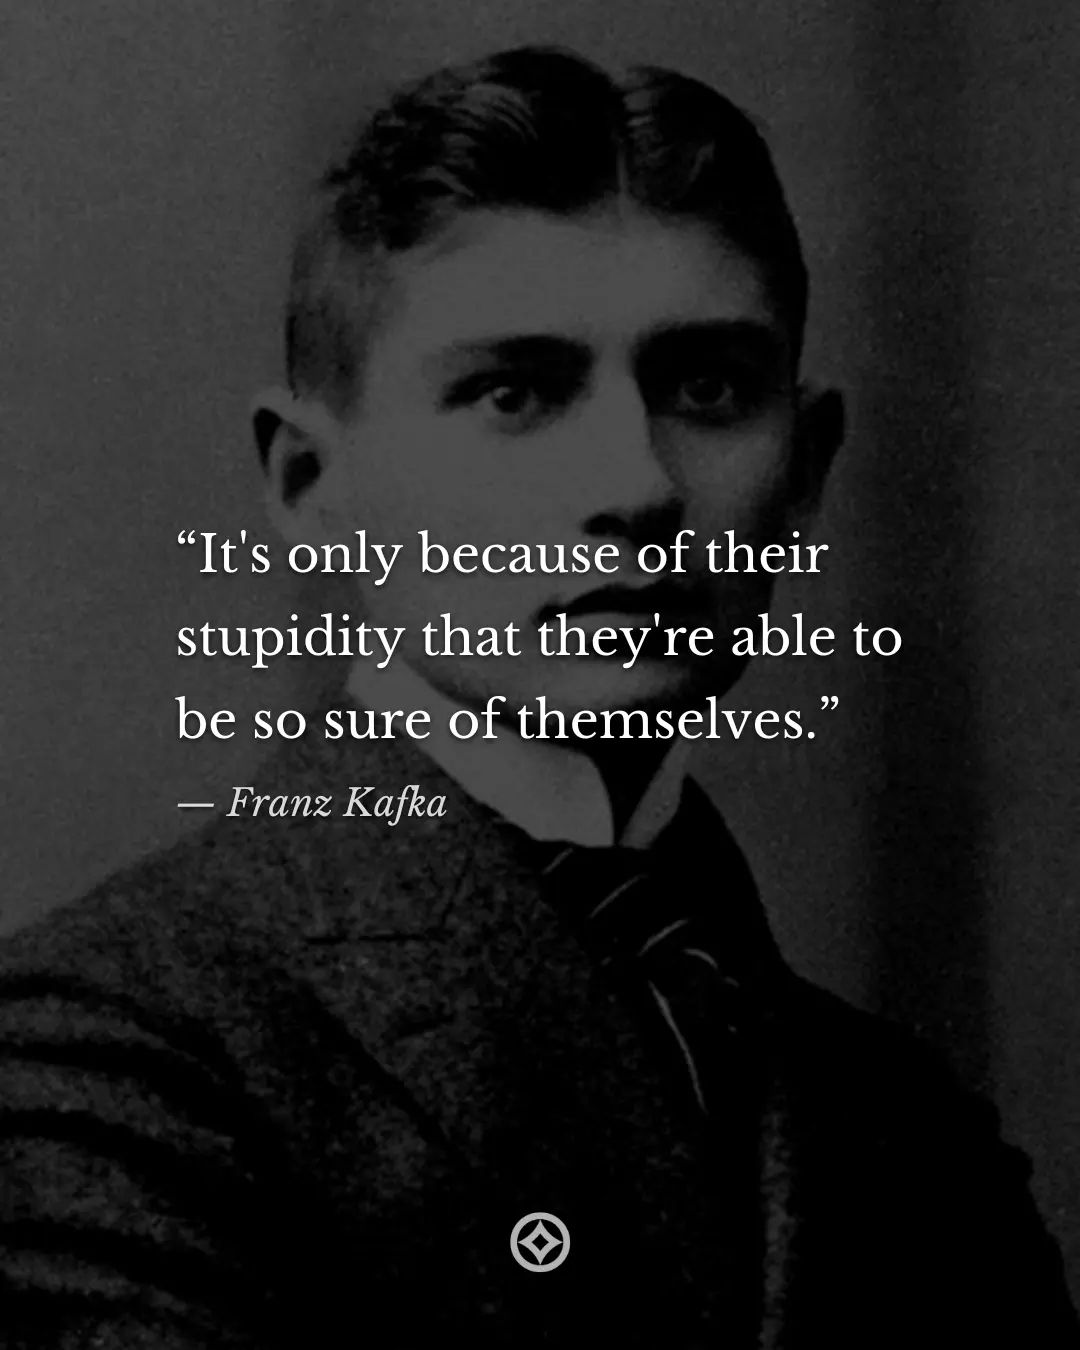 “It's only because of their
stupidity that they're able to
be so sure of themselves.”
— Franz Kafka